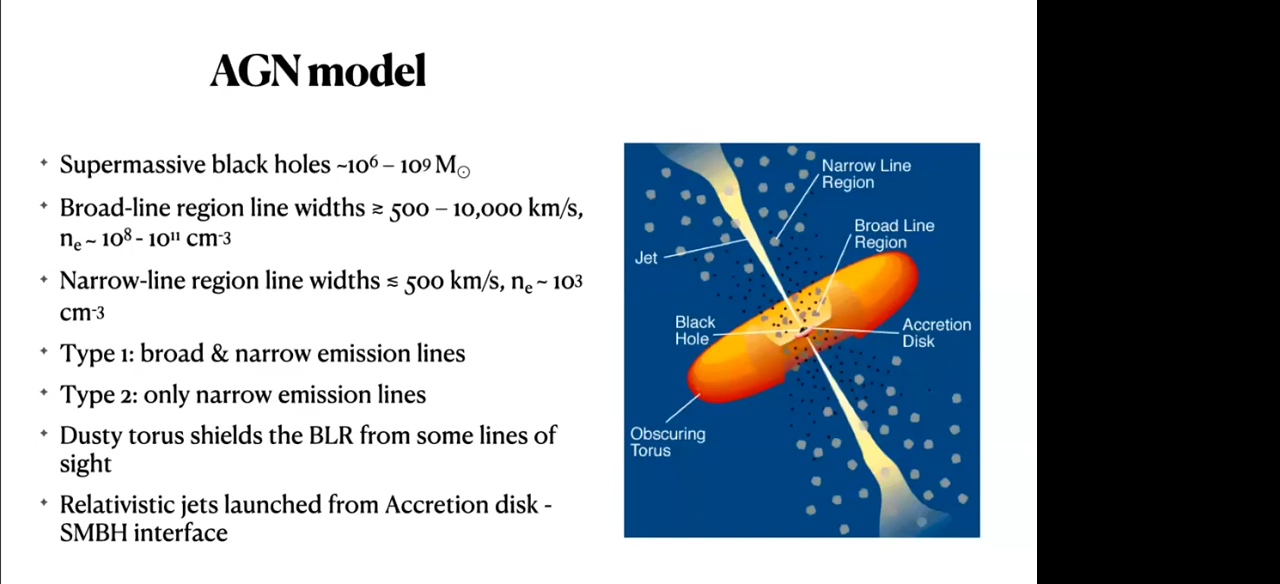 AGN model
Supermassive black holes ~10⁶ – 10⁹ M☉
Broad-line region line widths ≳ 500 – 10,000 km/s,
nₑ ~ 10⁸ - 10¹¹ cm⁻³
Narrow-line region line widths ≲ 500 km/s, nₑ ~ 10³
cm⁻³
Type 1: broad & narrow emission lines
Type 2: only narrow emission lines
Dusty torus shields the BLR from some lines of
sight
Relativistic jets launched from Accretion disk -
SMBH interface
Narrow Line
Region
Broad Line
Region
Jet
Black
Hole
Accretion
Disk
Obscuring
Torus